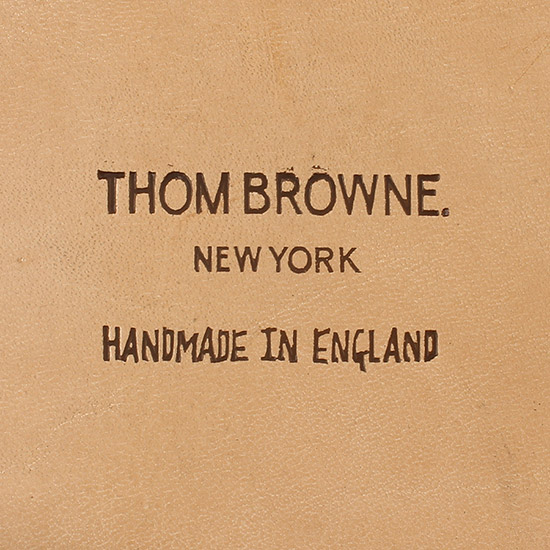 THOM BROWNE.
NEW YORK
HANDMADE IN ENGLAND